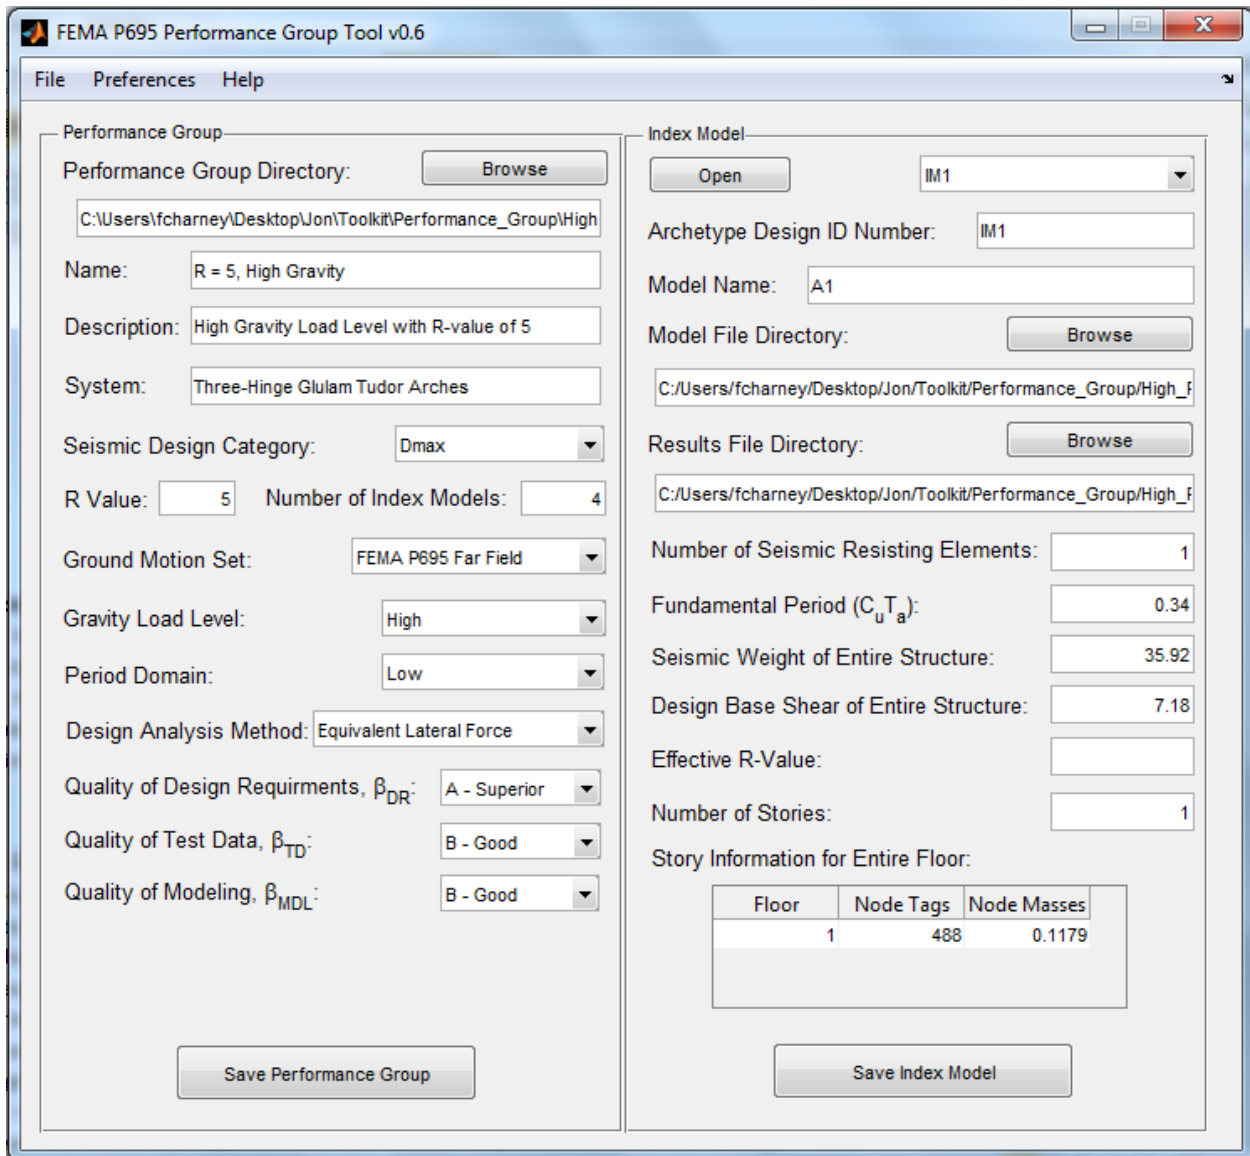 FEMA P695 Performance Group Tool v0.6
File Preferences Help
Performance Group
Performance Group Directory: Browse
C:\Users\fcharney\Desktop\Jon\Toolkit\Performance_Group\High
Name: R = 5, High Gravity
Description: High Gravity Load Level with R-value of 5
System: Three-Hinge Glulam Tudor Arches
Seismic Design Category: Dmax
R Value: 5 Number of Index Models: 4
Ground Motion Set: FEMA P695 Far Field
Gravity Load Level: High
Period Domain: Low
Design Analysis Method: Equivalent Lateral Force
Quality of Design Requirments, βDR: A - Superior
Quality of Test Data, βTD: B - Good
Quality of Modeling, βMDL: B - Good
Save Performance Group
Index Model
Open IM1
Archetype Design ID Number: IM1
Model Name: A1
Model File Directory: Browse
C:/Users/fcharney/Desktop/Jon/Toolkit/Performance_Group/High_F
Results File Directory: Browse
C:/Users/fcharney/Desktop/Jon/Toolkit/Performance_Group/High_F
Number of Seismic Resisting Elements: 1
Fundamental Period (CuTa): 0.34
Seismic Weight of Entire Structure: 35.92
Design Base Shear of Entire Structure: 7.18
Effective R-Value:
Number of Stories: 1
Story Information for Entire Floor:
Floor Node Tags Node Masses
1 488 0.1179
Save Index Model